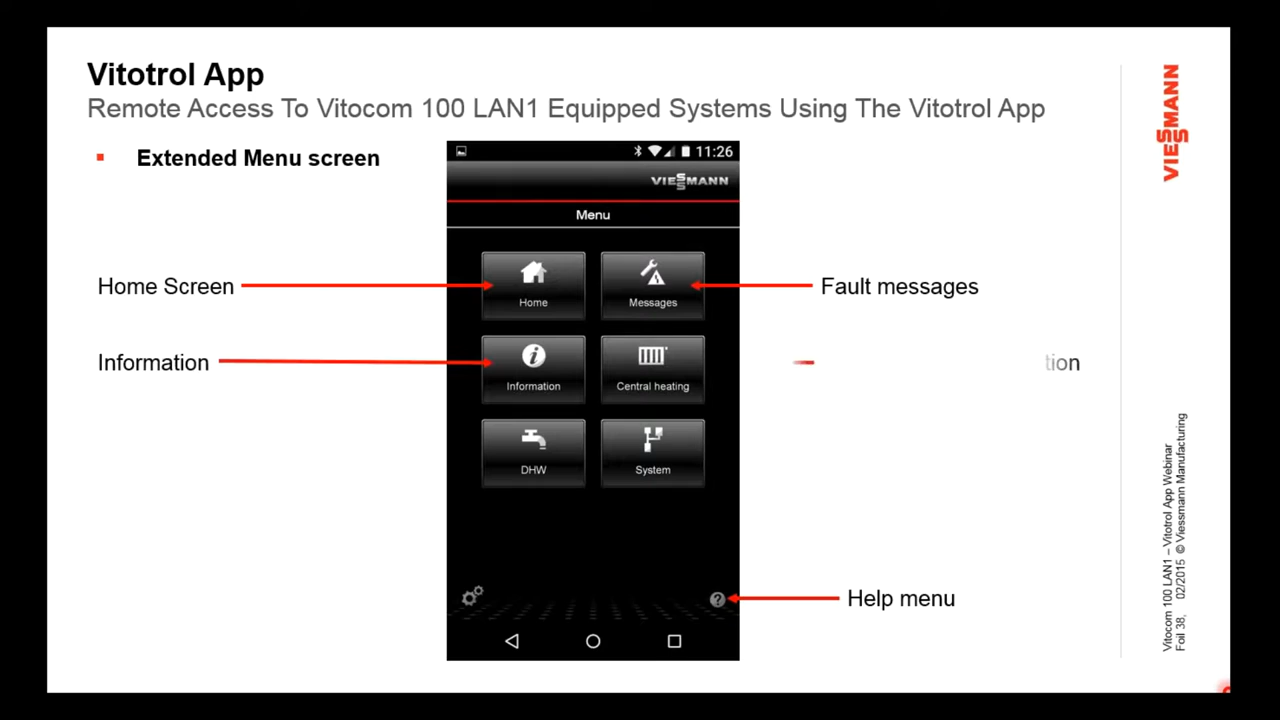 Vitotrol App
Remote Access To Vitocom 100 LAN1 Equipped Systems Using The Vitotrol App
VIESSMANN
Extended Menu screen
11:26
VIESMANN
Menu
Home Screen
Home
Messages
Fault messages
Information
Information
Central heating
tion
DHW
System
Help menu
Vitocom 100 LAN1 – Vitotrol App Webinar
Foil 38, 02/2015 © Viessmann Manufacturing